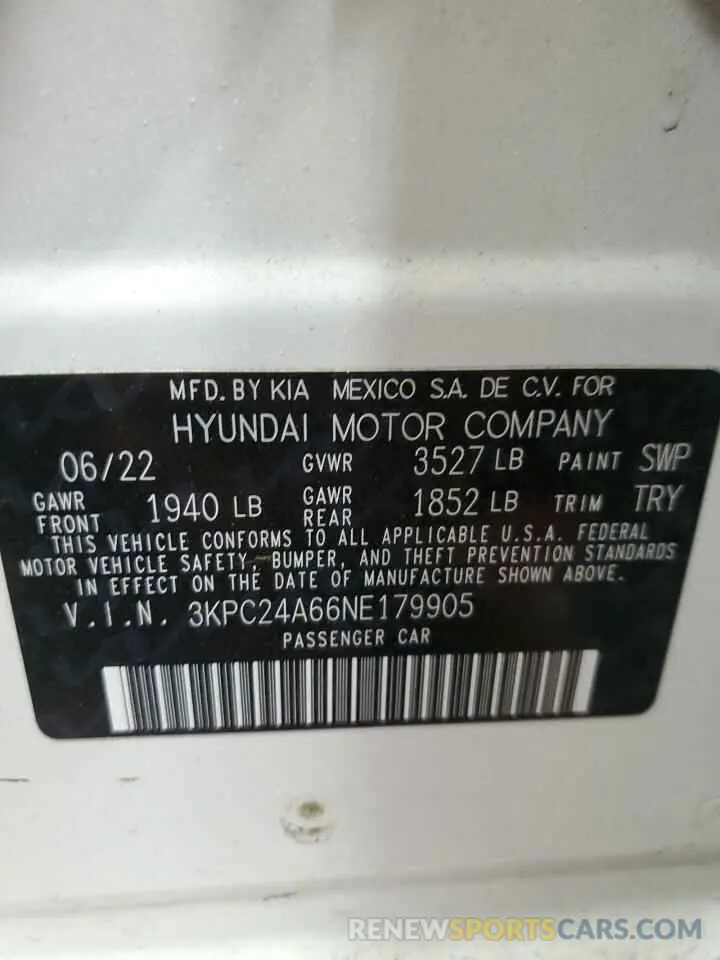 MFD. BY KIA MEXICO S.A. DE C.V. FOR
HYUNDAI MOTOR COMPANY
06/22 GVWR 3527 LB PAINT SWP
GAWR FRONT 1940 LB GAWR REAR 1852 LB TRIM TRY
THIS VEHICLE CONFORMS TO ALL APPLICABLE U.S.A. FEDERAL
MOTOR VEHICLE SAFETY, BUMPER, AND THEFT PREVENTION STANDARDS
IN EFFECT ON THE DATE OF MANUFACTURE SHOWN ABOVE.
V.I.N. 3KPC24A66NE179905
PASSENGER CAR
RENEWSPORTSCARS.COM